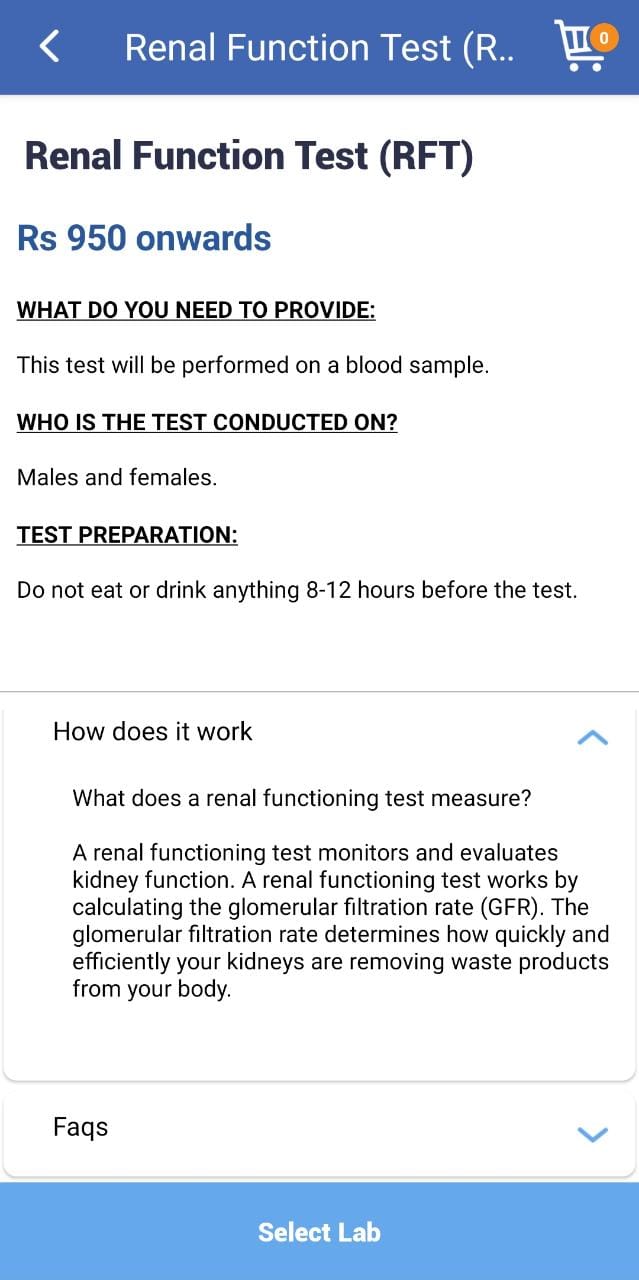 Renal Function Test (R..
0
Renal Function Test (RFT)
Rs 950 onwards
WHAT DO YOU NEED TO PROVIDE:
This test will be performed on a blood sample.
WHO IS THE TEST CONDUCTED ON?
Males and females.
TEST PREPARATION:
Do not eat or drink anything 8-12 hours before the test.
How does it work
What does a renal functioning test measure?
A renal functioning test monitors and evaluates
kidney function. A renal functioning test works by
calculating the glomerular filtration rate (GFR). The
glomerular filtration rate determines how quickly and
efficiently your kidneys are removing waste products
from your body.
Faqs
Select Lab